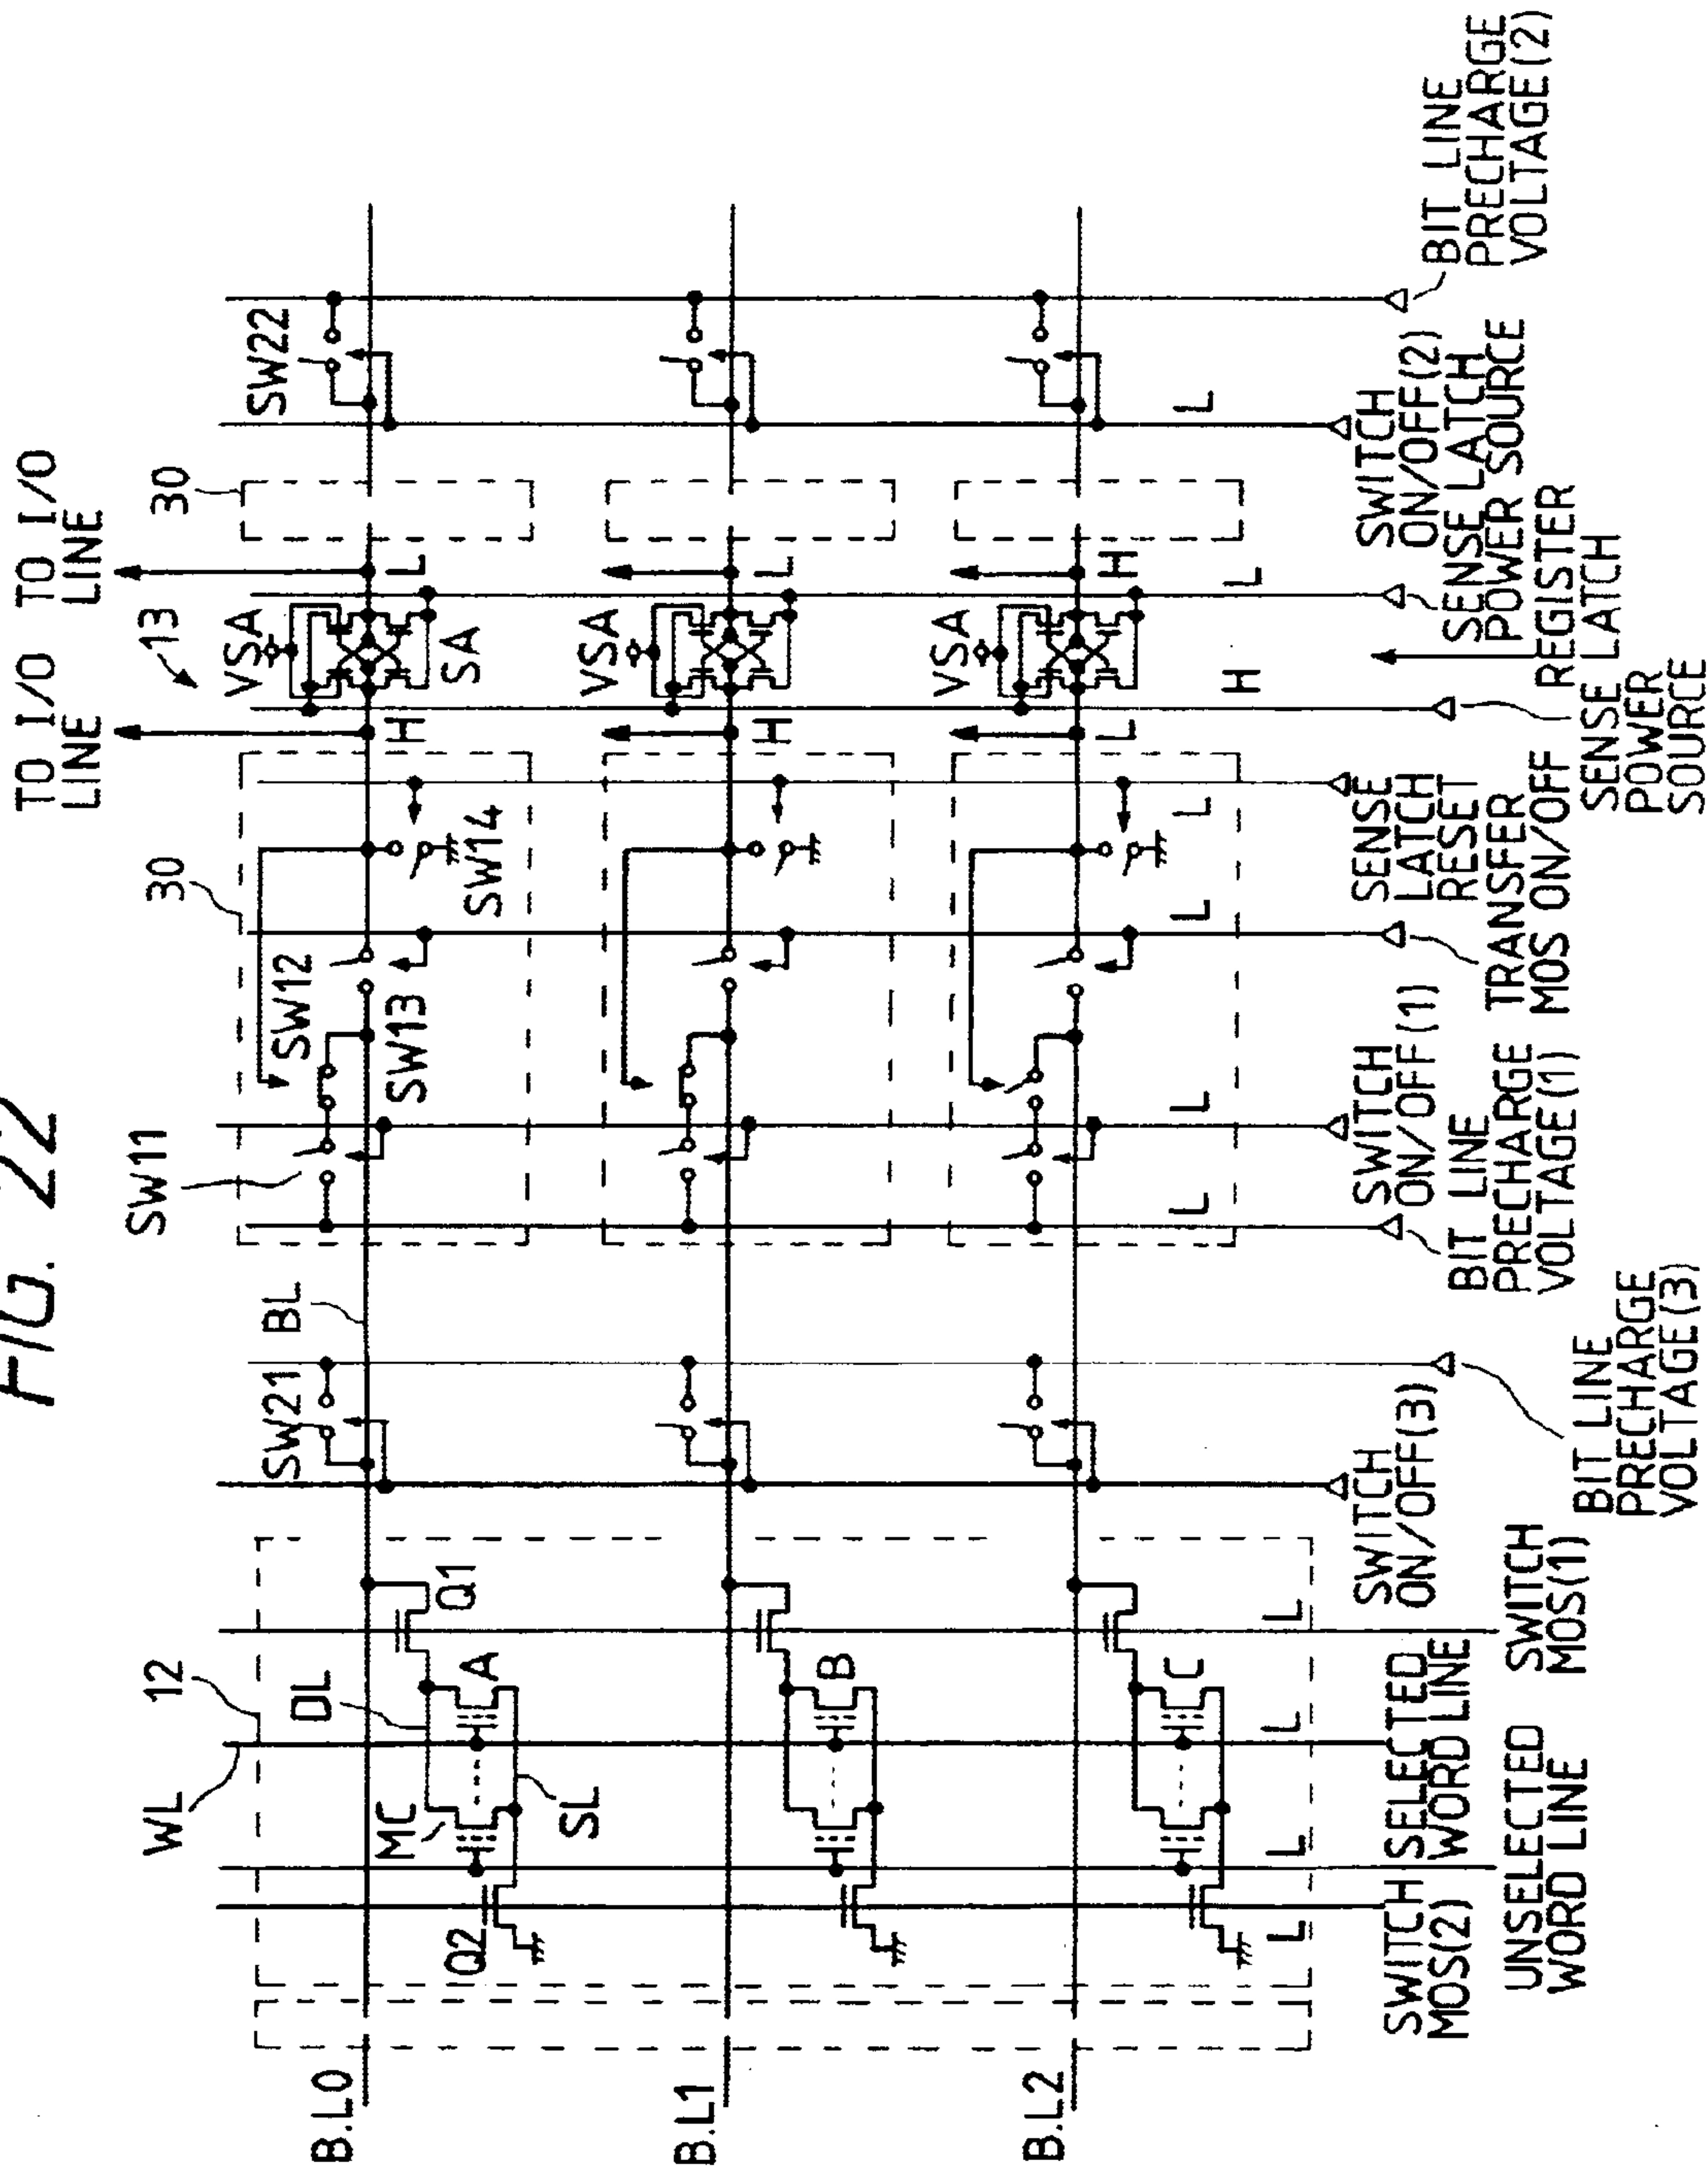 FIG. 22
TO I/O
LINE
TO I/O
LINE
WL
12
SW11
30
13
30
B.L0
MC
DL
SW21
BL
SW12
VSA
SW22
Q2
A
Q1
SW13
H
L
SL
SW14
SA
B.L1
B
VSA
H
L
B.L2
C
VSA
L
H
L
L
L
L
L
L
L
L
H
L
L
SWITCH
MOS(2)
UNSELECTED
WORD LINE
SELECTED
WORD LINE
SWITCH
MOS(1)
SWITCH
ON/OFF(3)
BIT LINE
PRECHARGE
VOLTAGE(3)
BIT LINE
PRECHARGE
VOLTAGE(1)
SWITCH
ON/OFF(1)
TRANSFER
MOS ON/OFF
SENSE
LATCH
RESET
SENSE LATCH
POWER
SOURCE
REGISTER
SENSE LATCH
POWER SOURCE
SWITCH
ON/OFF(2)
BIT LINE
PRECHARGE
VOLTAGE(2)